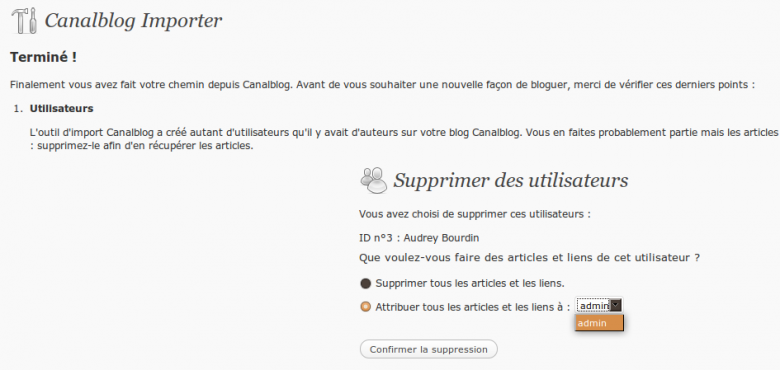 Canalblog Importer
Terminé !
Finalement vous avez fait votre chemin depuis Canalblog. Avant de vous souhaiter une nouvelle façon de bloguer, merci de vérifier ces derniers points :
1. Utilisateurs
L'outil d'import Canalblog a créé autant d'utilisateurs qu'il y avait d'auteurs sur votre blog Canalblog. Vous en faites probablement partie mais les articles
: supprimez-le afin d'en récupérer les articles.
Supprimer des utilisateurs
Vous avez choisi de supprimer ces utilisateurs :
ID n°3 : Audrey Bourdin
Que voulez-vous faire des articles et liens de cet utilisateur ?
Supprimer tous les articles et les liens.
Attribuer tous les articles et les liens à : admin
admin
Confirmer la suppression